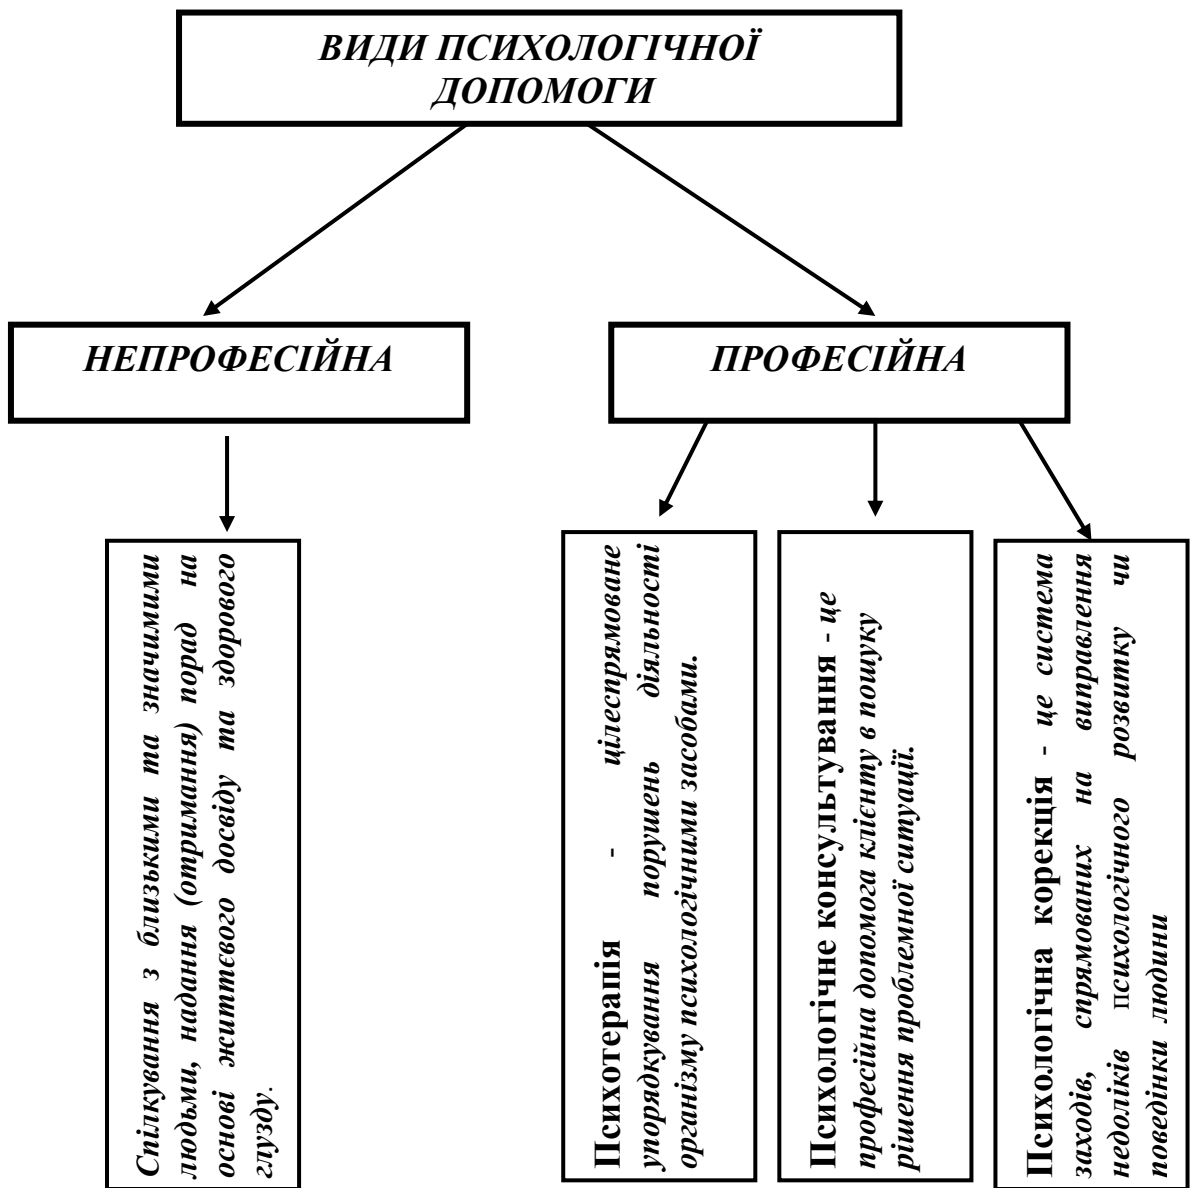 ВИДИ ПСИХОЛОГІЧНОЇ
ДОПОМОГИ
НЕПРОФЕСІЙНА
ПРОФЕСІЙНА
Спілкування з близькими та значимими
людьми, надання (отримання) порад на
основі життєвого досвіду та здорового
глузду.
Психотерапія - цілеспрямоване
упорядкування порушень діяльності
організму психологічними засобами.
Психологічне консультування - це
професійна допомога клієнту в пошуку
рішення проблемної ситуації.
Психологічна корекція - це система
заходів, спрямованих на виправлення
недоліків психологічного розвитку чи
поведінки людини